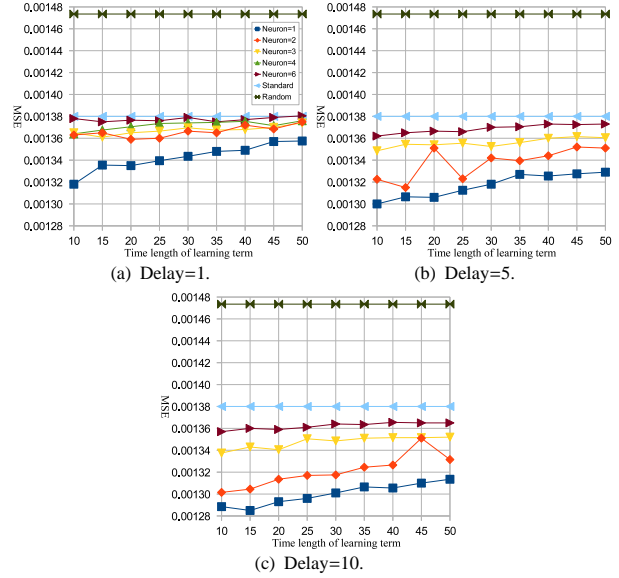 0.00148
0.00146
0.00144
0.00142
0.00140
0.00138
0.00136
0.00134
0.00132
0.00130
0.00128
MSE
Neuron=1
Neuron=2
Neuron=3
Neuron=4
Neuron=6
Standard
Random
10 15 20 25 30 35 40 45 50
Time length of learning term
(a) Delay=1.
0.00148
0.00146
0.00144
0.00142
0.00140
0.00138
0.00136
0.00134
0.00132
0.00130
0.00128
MSE
10 15 20 25 30 35 40 45 50
Time length of learning term
(b) Delay=5.
0.00148
0.00146
0.00144
0.00142
0.00140
0.00138
0.00136
0.00134
0.00132
0.00130
0.00128
MSE
10 15 20 25 30 35 40 45 50
Time length of learning term
(c) Delay=10.